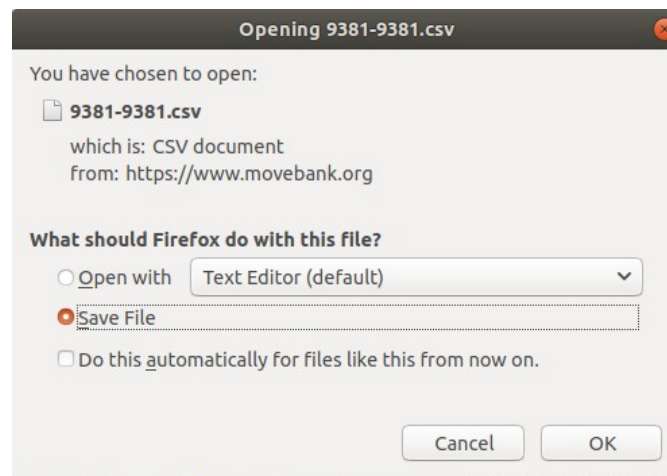 Opening 9381-9381.csv
You have chosen to open:
9381-9381.csv
which is: CSV document
from: https://www.movebank.org
What should Firefox do with this file?
Open with Text Editor (default)
Save File
Do this automatically for files like this from now on.
Cancel OK